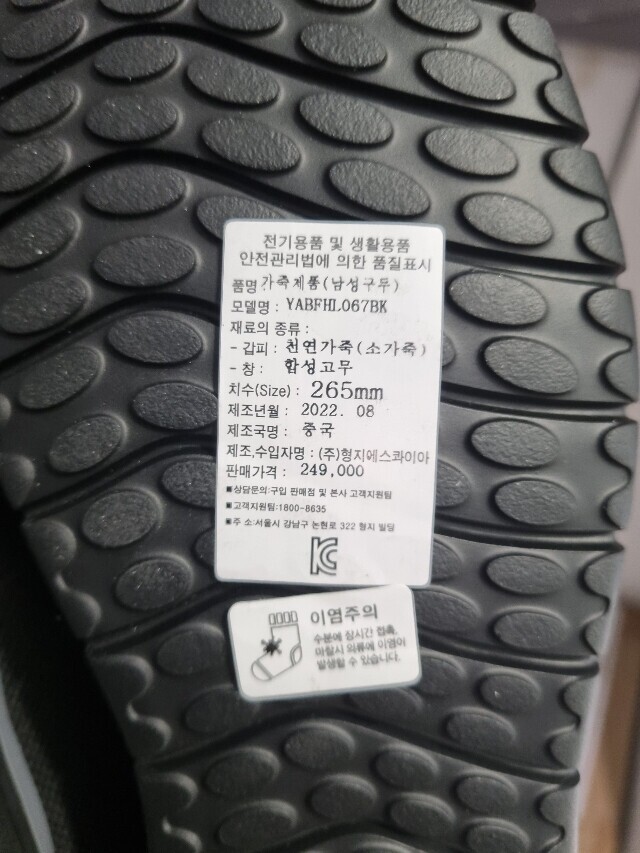 전기용품 및 생활용품
안전관리법에 의한 품질표시
품명 가죽제품(남성구두)
모델명 : YABFHL067BK
재료의 종류 :
- 갑피 : 천연가죽(소가죽)
- 창 : 합성고무
치수(Size) : 265mm
제조년월 : 2022. 08
제조국명 : 중국
제조,수입자명 : (주)형지에스콰이아
판매가격 : 249,000
■상담문의:구입 판매점 및 본사 고객지원팀
■고객지원팀:1800-8635
■주 소:서울시 강남구 논현로 322 형지 빌딩
KC
이염주의
수분에 장시간 접촉,
마찰시 의류에 이염이
발생될 수 있습니다.